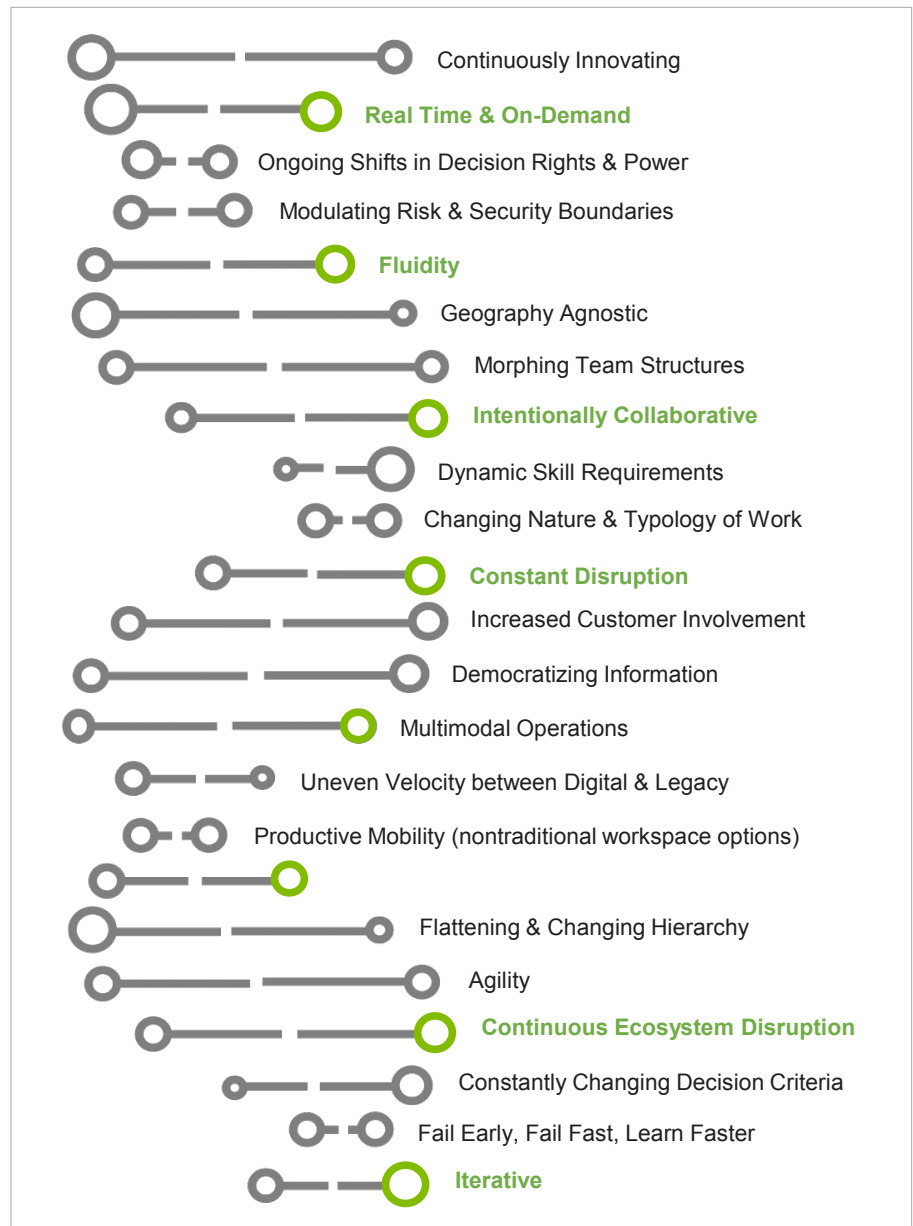 Continuously Innovating
Real Time & On-Demand
Ongoing Shifts in Decision Rights & Power
Modulating Risk & Security Boundaries
Fluidity
Geography Agnostic
Morphing Team Structures
Intentionally Collaborative
Dynamic Skill Requirements
Changing Nature & Typology of Work
Constant Disruption
Increased Customer Involvement
Democratizing Information
Multimodal Operations
Uneven Velocity between Digital & Legacy
Productive Mobility (nontraditional workspace options)
Flattening & Changing Hierarchy
Agility
Continuous Ecosystem Disruption
Constantly Changing Decision Criteria
Fail Early, Fail Fast, Learn Faster
Iterative